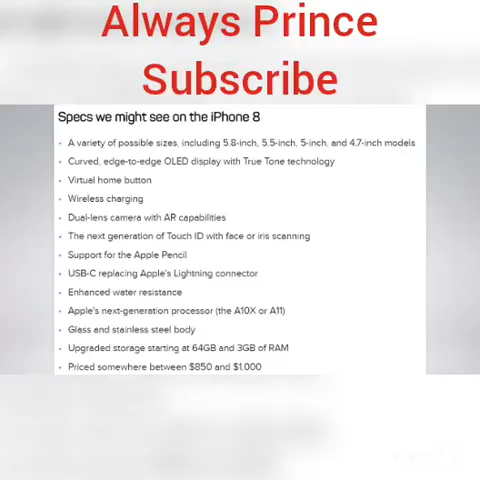 Always Prince
Subscribe
Specs we might see on the iPhone 8
• A variety of possible sizes, including 5.8-inch, 5.5-inch, 5-inch, and 4.7-inch models
• Curved, edge-to-edge OLED display with True Tone technology
• Virtual home button
• Wireless charging
• Dual-lens camera with AR capabilities
• The next generation of Touch ID with face or iris scanning
• Support for the Apple Pencil
• USB-C replacing Apple's Lightning connector
• Enhanced water resistance
• Apple's next-generation processor (the A10X or A11)
• Glass and stainless steel body
• Upgraded storage starting at 64GB and 3GB of RAM
• Priced somewhere between $850 and $1,000